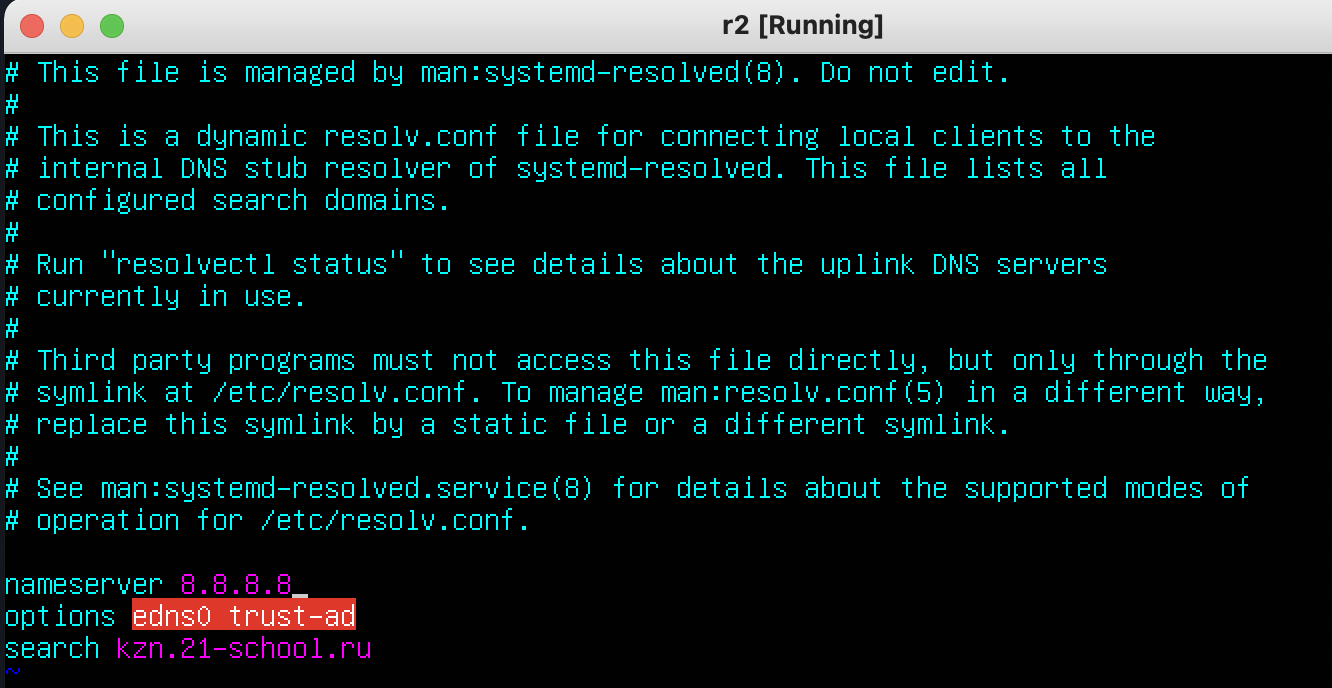 r2 [Running]
# This file is managed by man:systemd-resolved(8). Do not edit.
#
# This is a dynamic resolv.conf file for connecting local clients to the
# internal DNS stub resolver of systemd-resolved. This file lists all
# configured search domains.
#
# Run "resolvectl status" to see details about the uplink DNS servers
# currently in use.
#
# Third party programs must not access this file directly, but only through the
# symlink at /etc/resolv.conf. To manage man:resolv.conf(5) in a different way,
# replace this symlink by a static file or a different symlink.
#
# See man:systemd-resolved.service(8) for details about the supported modes of
# operation for /etc/resolv.conf.

nameserver 8.8.8.8
options edns0 trust-ad
search kzn.21-school.ru
~